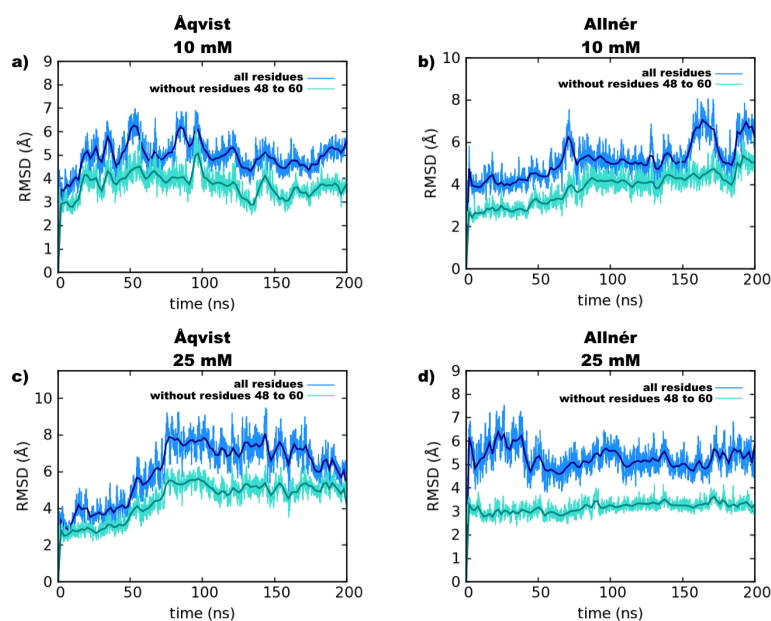 Åqvist
10 mM
a)
all residues
without residues 48 to 60
RMSD (Å)
9
8
7
6
5
4
3
2
1
0
0 50 100 150 200
time (ns)
Allnér
10 mM
b)
all residues
without residues 48 to 60
RMSD (Å)
10
8
6
4
2
0
0 50 100 150 200
time (ns)
Åqvist
25 mM
c)
all residues
without residues 48 to 60
RMSD (Å)
10
8
6
4
2
0
0 50 100 150 200
time (ns)
Allnér
25 mM
d)
all residues
without residues 48 to 60
RMSD (Å)
9
8
7
6
5
4
3
2
1
0
0 50 100 150 200
time (ns)